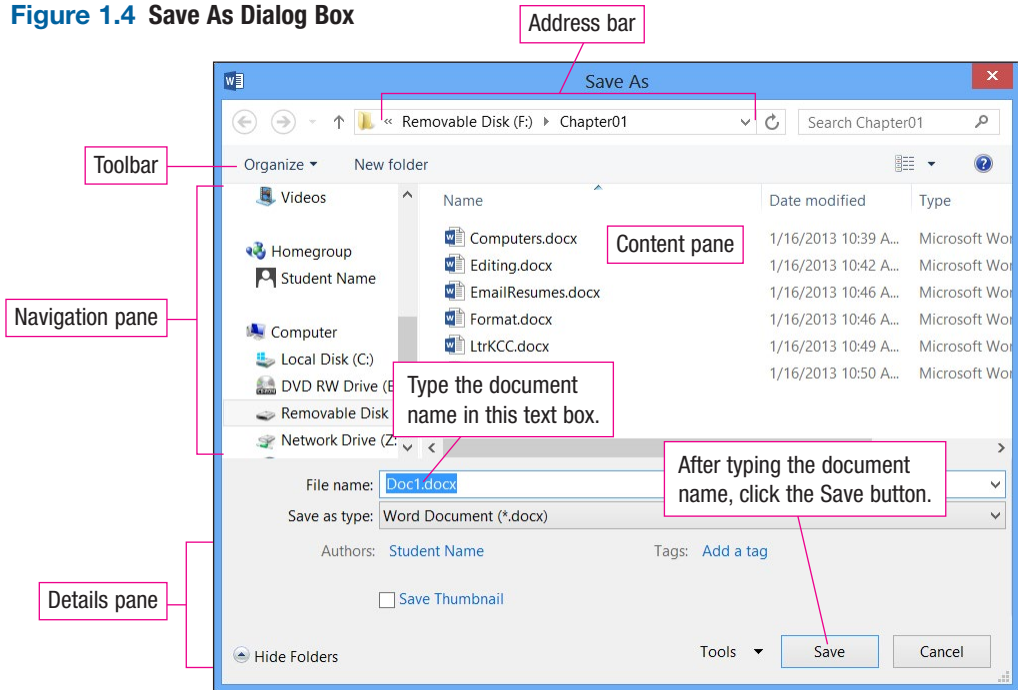 Figure 1.4 Save As Dialog Box
Address bar
Save As
« Removable Disk (F:) Chapter01
Search Chapter01
Toolbar
Organize
New folder
Videos
Homegroup
Student Name
Navigation pane
Computer
Local Disk (C:)
DVD RW Drive (E
Removable Disk
Network Drive (Z:
Name
Date modified
Type
Content pane
Computers.docx 1/16/2013 10:39 A... Microsoft Wor
Editing.docx 1/16/2013 10:42 A... Microsoft Wor
EmailResumes.docx 1/16/2013 10:46 A... Microsoft Wor
Format.docx 1/16/2013 10:46 A... Microsoft Wor
LtrKCC.docx 1/16/2013 10:49 A... Microsoft Wor
1/16/2013 10:50 A... Microsoft Wor
Type the document
name in this text box.
After typing the document
name, click the Save button.
File name: Doc1.docx
Save as type: Word Document (*.docx)
Authors: Student Name
Tags: Add a tag
Details pane
Save Thumbnail
Hide Folders
Tools
Save
Cancel